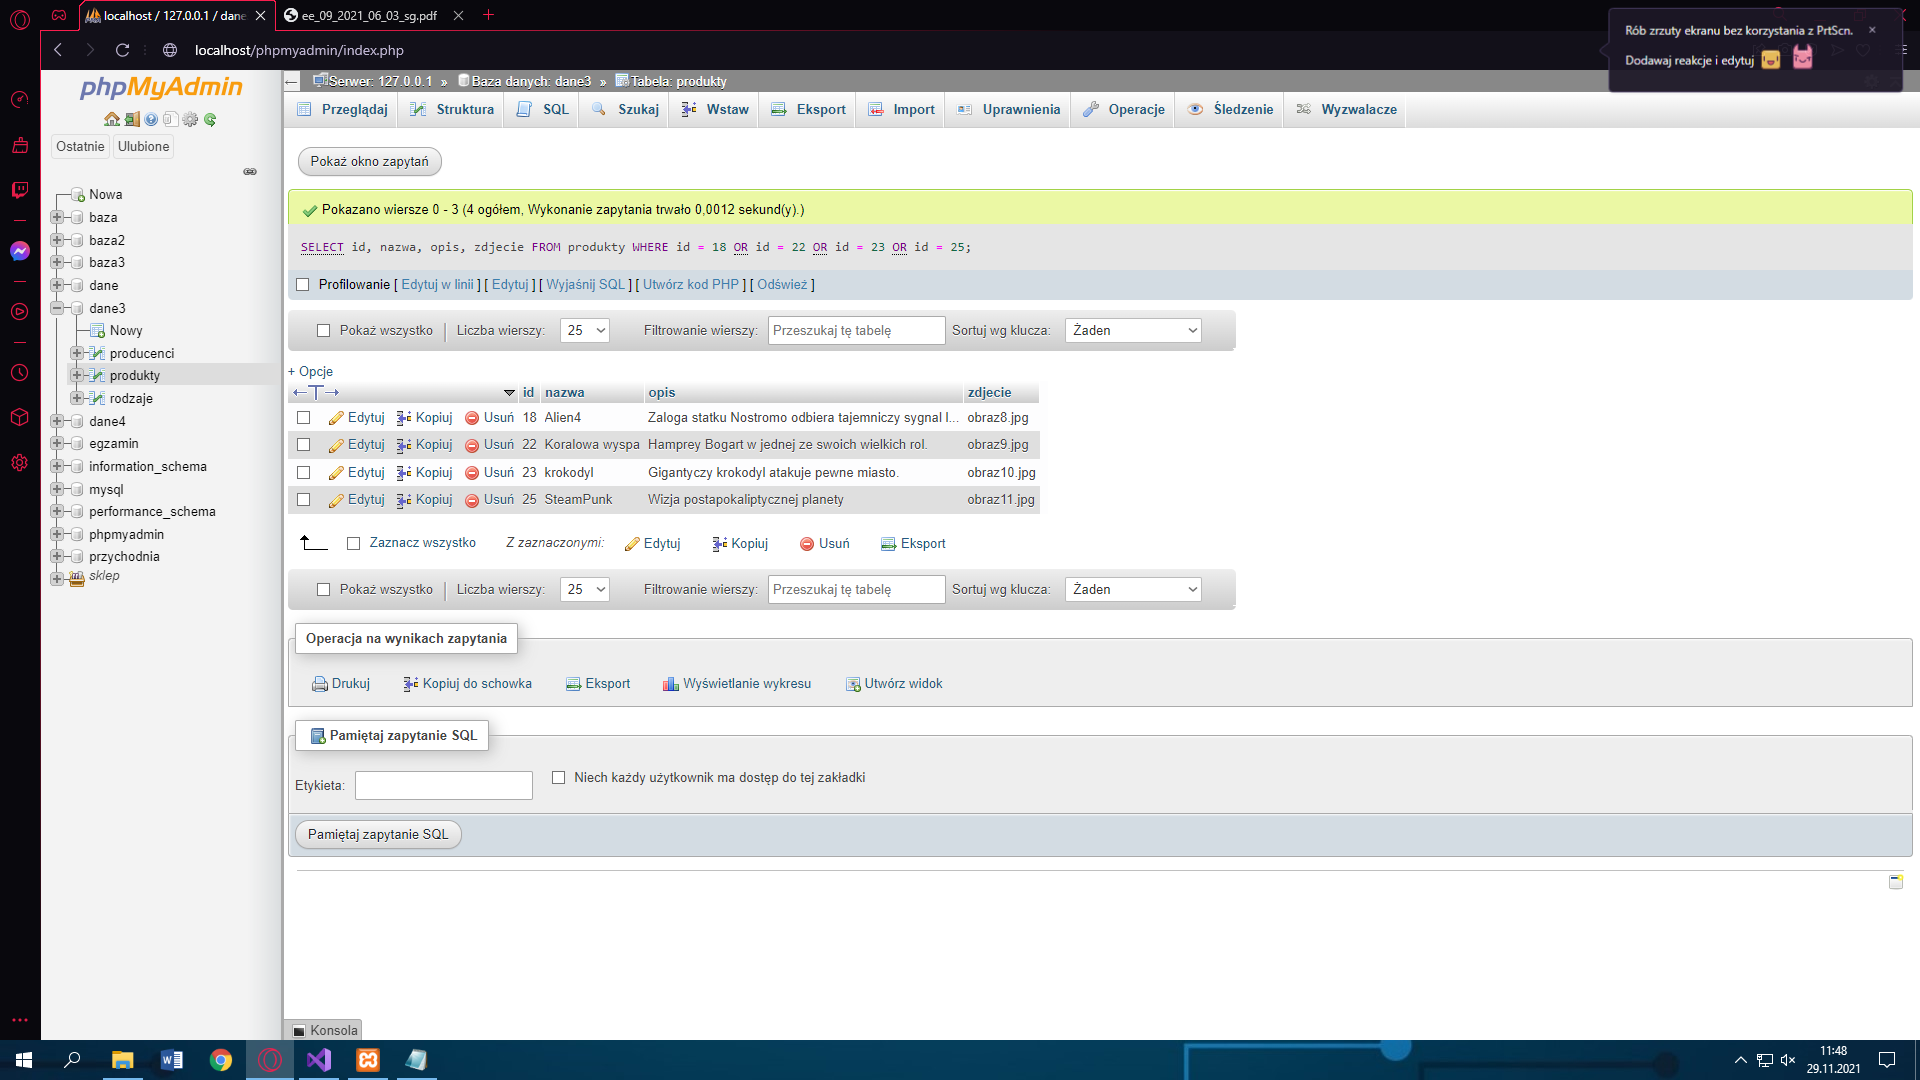 localhost / 127.0.0.1 / dane
ee_09_2021_06_03_sg.pdf
localhost/phpmyadmin/index.php
Rób zrzuty ekranu bez korzystania z PrtScn.
Dodawaj reakcje i edytuj
phpMyAdmin
Ostatnie Ulubione
Nowa
baza
baza2
baza3
dane
dane3
Nowy
producenci
produkty
rodzaje
dane4
egzamin
information_schema
mysql
performance_schema
phpmyadmin
przychodnia
sklep
Serwer: 127.0.0.1 » Baza danych: dane3 » Tabela: produkty
Przeglądaj Struktura SQL Szukaj Wstaw Eksport Import Uprawnienia Operacje Śledzenie Wyzwalacze
Pokaż okno zapytań
Pokazano wiersze 0 - 3 (4 ogółem, Wykonanie zapytania trwało 0,0012 sekund(y).)
SELECT id, nazwa, opis, zdjecie FROM produkty WHERE id = 18 OR id = 22 OR id = 23 OR id = 25;
Profilowanie [ Edytuj w linii ] [ Edytuj ] [ Wyjaśnij SQL ] [ Utwórz kod PHP ] [ Odśwież ]
Pokaż wszystko Liczba wierszy: 25 Filtrowanie wierszy: Przeszukaj tę tabelę Sortuj wg klucza: Żaden
+ Opcje
id nazwa opis zdjecie
Edytuj Kopiuj Usuń 18 Alien4 Zaloga statku Nostromo odbiera tajemniczy sygnal l... obraz8.jpg
Edytuj Kopiuj Usuń 22 Koralowa wyspa Hamprey Bogart w jednej ze swoich wielkich rol. obraz9.jpg
Edytuj Kopiuj Usuń 23 krokodyl Gigantyczy krokodyl atakuje pewne miasto. obraz10.jpg
Edytuj Kopiuj Usuń 25 SteamPunk Wizja postapokaliptycznej planety obraz11.jpg
Zaznacz wszystko Z zaznaczonymi: Edytuj Kopiuj Usuń Eksport
Pokaż wszystko Liczba wierszy: 25 Filtrowanie wierszy: Przeszukaj tę tabelę Sortuj wg klucza: Żaden
Operacja na wynikach zapytania
Drukuj Kopiuj do schowka Eksport Wyświetlanie wykresu Utwórz widok
Pamiętaj zapytanie SQL
Etykieta: Niech każdy użytkownik ma dostęp do tej zakładki
Pamiętaj zapytanie SQL
Konsola
11:48
29.11.2021